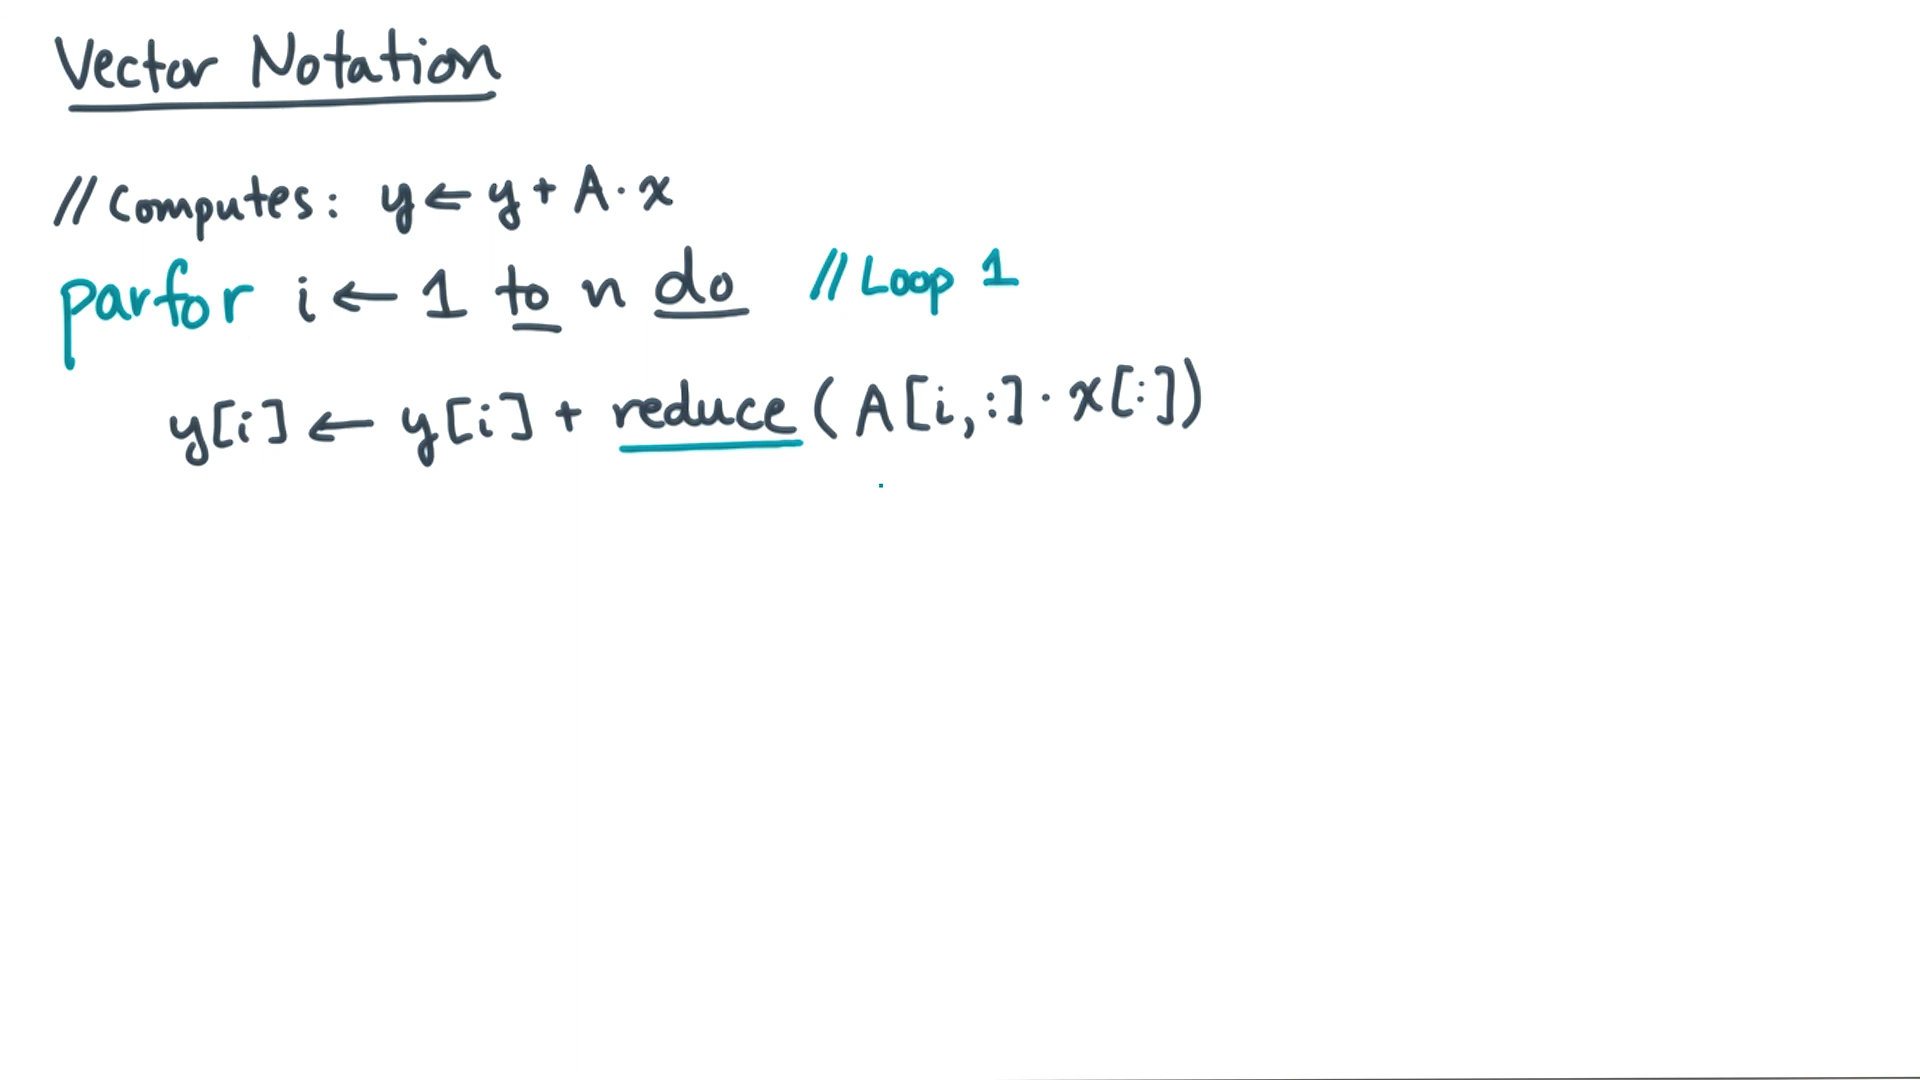 Vector Notation
// Computes: y ← y + A · x
parfor i ← 1 to n do // Loop 1
y[i] ← y[i] + reduce (A[i,:] · x[:])